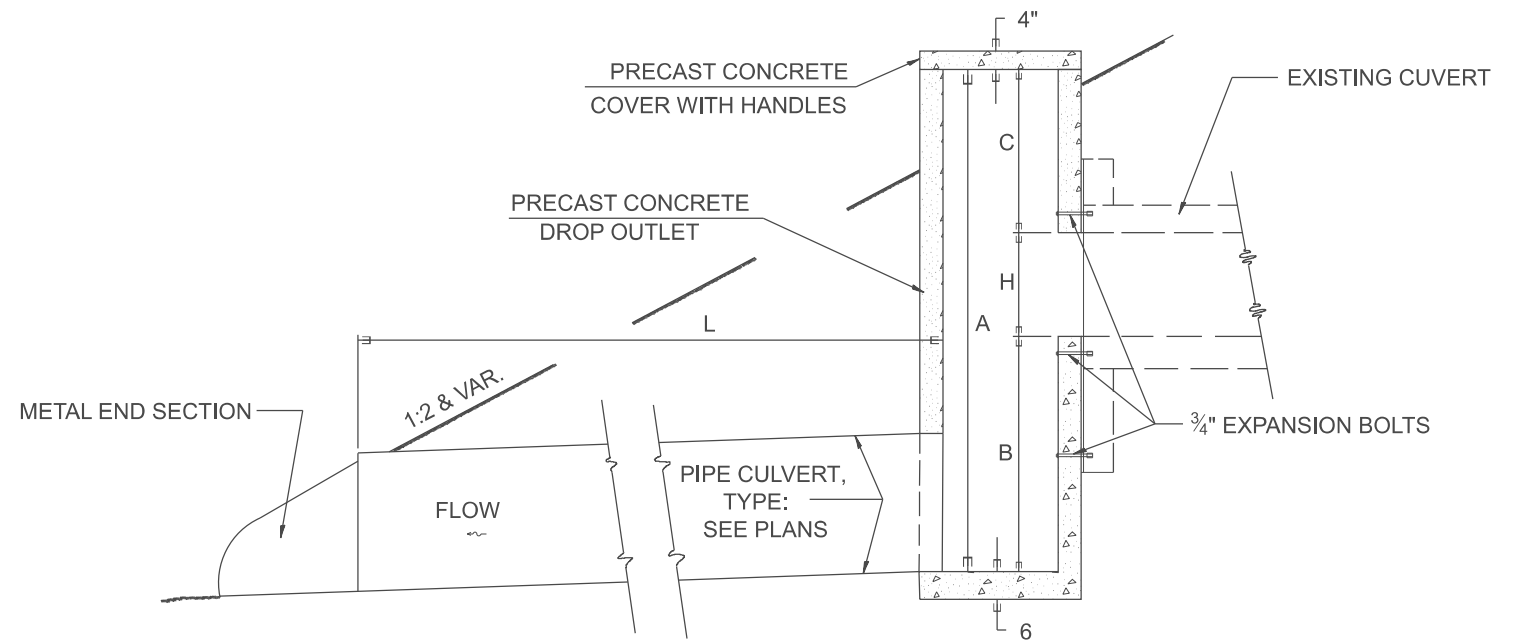 4"
PRECAST CONCRETE
COVER WITH HANDLES
EXISTING CUVERT
C
PRECAST CONCRETE
DROP OUTLET
H
A
L
1:2 & VAR.
METAL END SECTION
¾" EXPANSION BOLTS
B
PIPE CULVERT,
TYPE:
SEE PLANS
FLOW
6